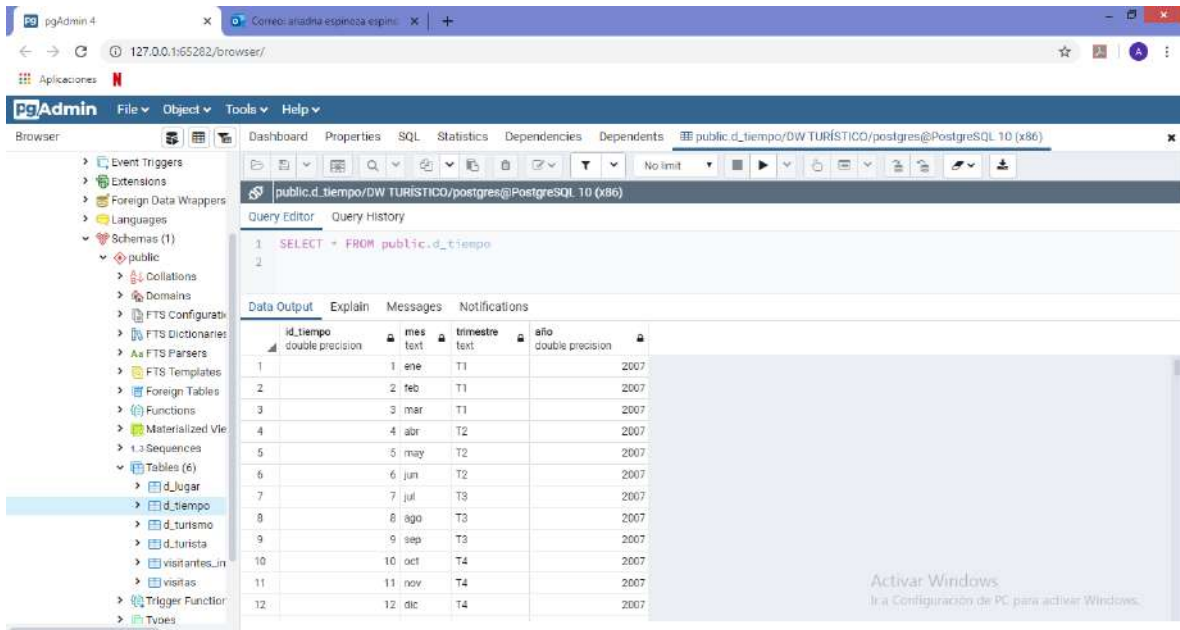 pgAdmin 4
Correo: ariadna espinoza espino
127.0.0.1:65282/browser/
Aplicaciones
pgAdmin File Object Tools Help
Browser
Dashboard Properties SQL Statistics Dependencies Dependents public.d_tiempo/DW TURÍSTICO/postgres@PostgreSQL 10 (x86)
No limit
public.d_tiempo/DW TURÍSTICO/postgres@PostgreSQL 10 (x86)
Query Editor Query History
1 SELECT * FROM public.d_tiempo
2
Event Triggers
Extensions
Foreign Data Wrappers
Languages
Schemas (1)
public
Collations
Domains
FTS Configurati
FTS Dictionaries
Aa FTS Parsers
FTS Templates
Foreign Tables
Functions
Materialized Vie
1..3 Sequences
Tables (6)
d_lugar
d_tiempo
d_turismo
d_turista
visitantes_in
visitas
Trigger Function
Types
Data Output Explain Messages Notifications
id_tiempo mes trimestre año
double precision text text double precision
1 1 ene T1 2007
2 2 feb T1 2007
3 3 mar T1 2007
4 4 abr T2 2007
5 5 may T2 2007
6 6 jun T2 2007
7 7 jul T3 2007
8 8 ago T3 2007
9 9 sep T3 2007
10 10 oct T4 2007
11 11 nov T4 2007
12 12 dic T4 2007
Activar Windows
Ir a Configuración de PC para activar Windows.